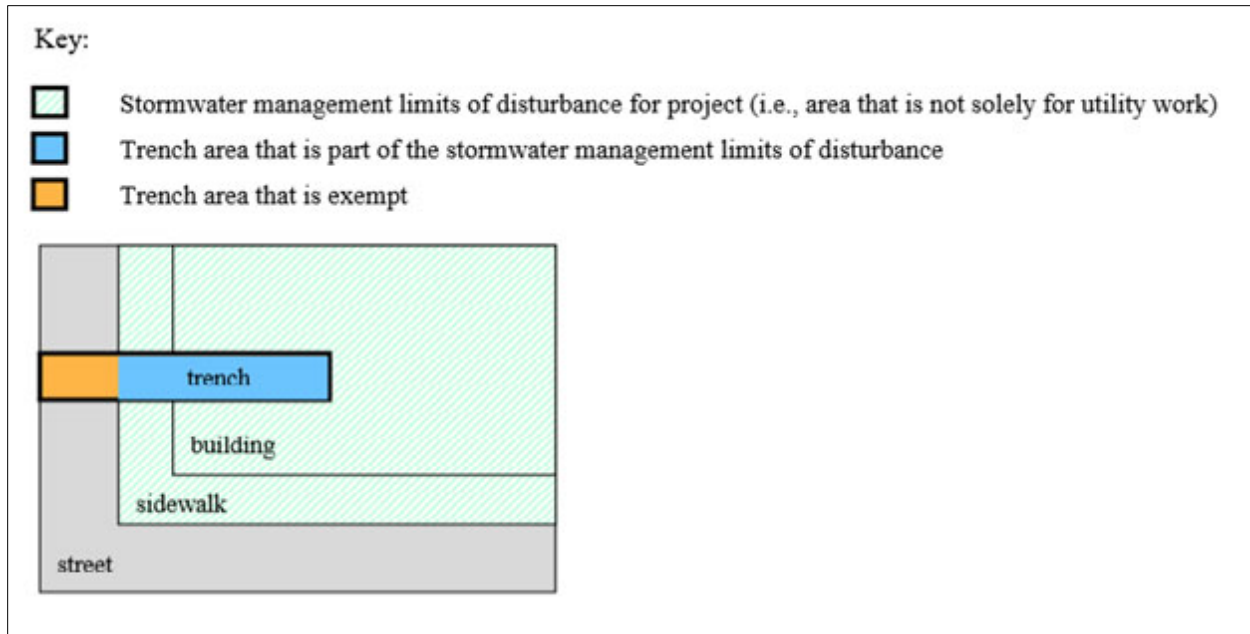 Key:
Stormwater management limits of disturbance for project (i.e., area that is not solely for utility work)
Trench area that is part of the stormwater management limits of disturbance
Trench area that is exempt
trench
building
sidewalk
street